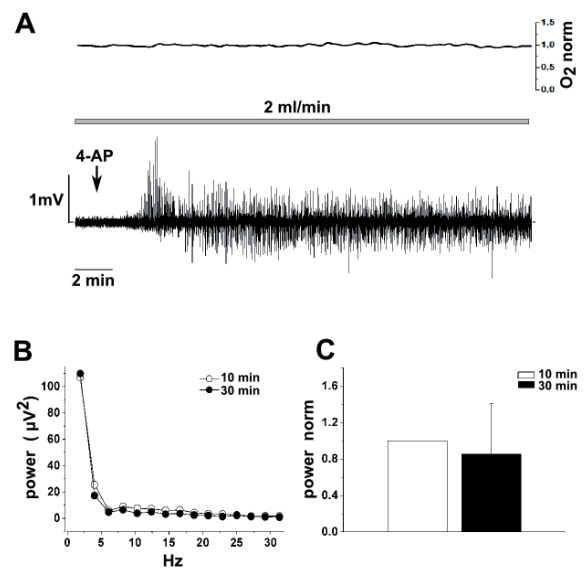 A
1,5
1,0
0,5
0,0
O2 norm
2 ml/min
4-AP
1mV
2 min
B
10 min
30 min
100
80
60
40
20
0
power ( µV2)
0 5 10 15 20 25 30
Hz
C
10 min
30 min
1.6
1.2
0.8
0.4
0.0
power norm